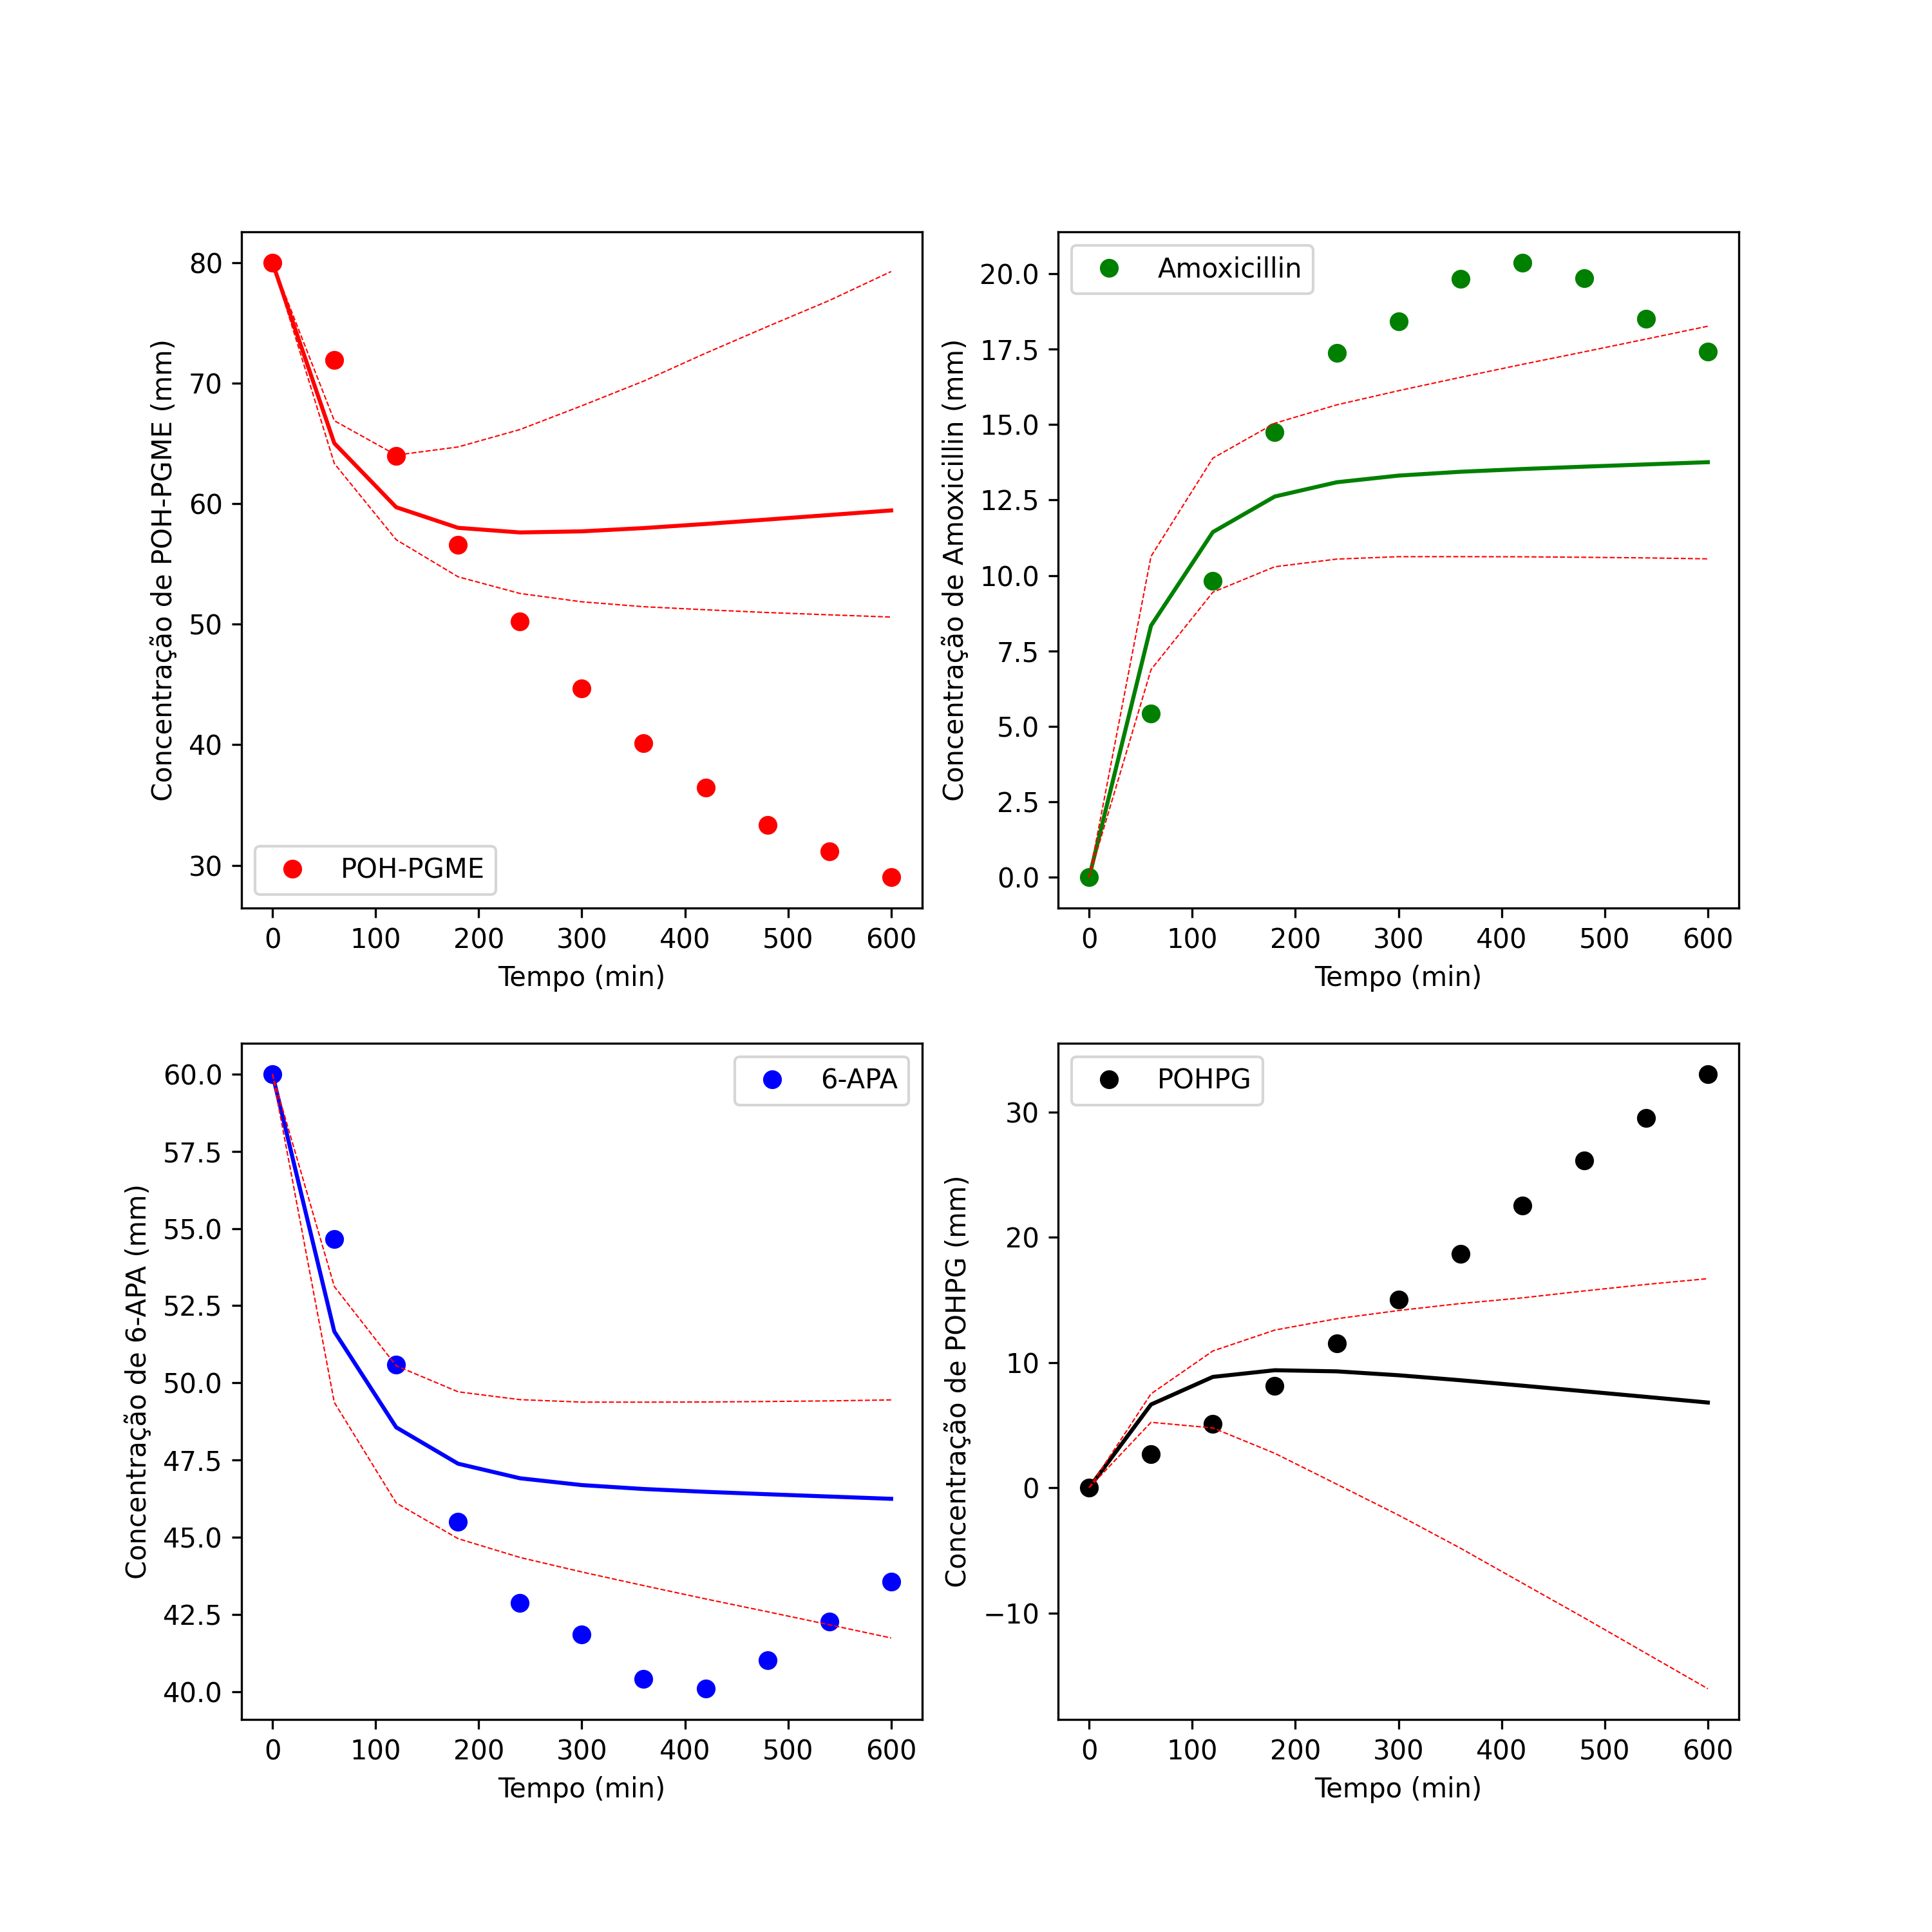 Concentração de POH-PGME (mm)
80
70
60
50
40
30
POH-PGME
0 100 200 300 400 500 600
Tempo (min)
Concentração de Amoxicillin (mm)
20.0
17.5
15.0
12.5
10.0
7.5
5.0
2.5
0.0
Amoxicillin
0 100 200 300 400 500 600
Tempo (min)
Concentração de 6-APA (mm)
60.0
57.5
55.0
52.5
50.0
47.5
45.0
42.5
40.0
6-APA
0 100 200 300 400 500 600
Tempo (min)
Concentração de POHPG (mm)
30
20
10
0
−10
POHPG
0 100 200 300 400 500 600
Tempo (min)